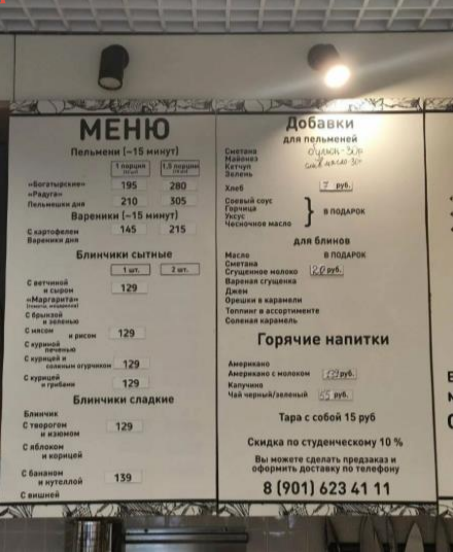 МЕНЮ
Пельмени (~15 минут)
1 порция 1,5 порции
«Богатырские» 195 280
«Радуга»
Пельмешки дня 210 305
Вареники (~15 минут)
С картофелем 145 215
Вареники дня
Блинчики сытные
1 шт. 2 шт.
С ветчиной
и сыром 129
«Маргарита»
С брынзой
и зеленью
С мясом
и рисом 129
С куриной
печенью
С курицей и
соленым огурчиком 129
С курицей
и грибами 129
Блинчики сладкие
Блинчик
С творогом 129
и изюмом
С яблоком
и корицей
С бананом 139
и нутеллой
С вишней
Добавки
для пельменей
Сметана
Майонез
Кетчуп
Зелень
Хлеб 7 руб.
Соевый соус
Горчица
Уксус
Чесночное масло
В ПОДАРОК
для блинов
Масло В ПОДАРОК
Сметана
Сгущенное молоко 20 руб.
Вареная сгущенка
Джем
Орешки в карамели
Топпинг в ассортименте
Соленая карамель
Горячие напитки
Американо
Американо с молоком руб.
Капучино
Чай черный/зеленый руб.
Тара с собой 15 руб
Скидка по студенческому 10 %
Вы можете сделать предзаказ и
оформить доставку по телефону
8 (901) 623 41 11